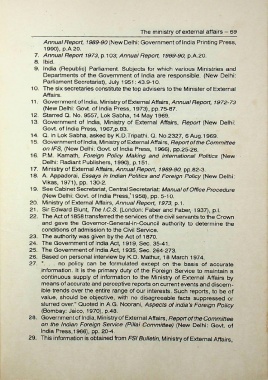 The ministry of external affairs – 69
Annual Report, 1989-90 (New Delhi: Government of India Printing Press,
1990), p.A.20.
7. Annual Report 1973, p.103; Annual Report, 1989-90, p.A.20.
8. Ibid.
9. India (Republic) Parliament. Subjects for which various Ministries and
Departments of the Government of India are responsible. (New Delhi:
Parliament Secretariat), July 1951: 43.9-10.
10. The six secretaries constitute the top advisers to the Minister of External
Affairs.
11. Government of India, Ministry of External Affairs, Annual Report, 1972-73
(New Delhi: Govt. of India Press, 1973), pp.75-87.
12. Starred Q. No. 9557, Lok Sabha, 14 May 1969.
13. Government of India, Ministry of External Affairs, Report (New Delhi:
Govt. of India Press, 1967, p.83.
14. Q. in Lok Sabha, asked by K.D.Tripathi, Q. No 2327, 6 Aug 1969.
15. Government of India, Ministry of External Affairs, Report of the Committee
on IFS, (New Delhi: Govt. of India Press, 1966), pp.25-26.
16. P.M. Kamath, Foreign Policy Making and International Politics (New
Delhi: Radiant Publishers, 1990), p.151.
17. Ministry of External Affairs, Annual Report, 1989-90, pp.82-3.
18. A. Appadorai, Essays in Indian Politics and Foreign Policy (New Delhi:
Vikas, 1971), pp. 130-2.
19. See Cabinet Secretariat, Central Secretariat: Manual of Office Procedure
(New Delhi: Govt. of India Press,1958), pp. 5-10.
20. Ministry of External Affairs, Annual Report, 1973, p.
21. Sir Edward Blunt, The I.C.S. (London: Faber and Faber, 1937), p.i.
22. The Act of 1858 transferred the services of the civil servants to the Crown
and gave the Governor-General-in-Council authority to determine the
conditions of admission to the Civil Service.
23. The authority was given by the Act of 1870.
24. The Government of India Act, 1919, Sec. 35-41.
25. The Government of India Act, 1935, Sec. 264-273.
26. Based on personal interview by K.D. Mathur, 18 March 1974.
27. " no policy can be formulated except on the basis of accurate
information. It is the primary duty of the Foreign Service to maintain a
continuous supply of information to the Ministry of External Affairs by
means of accurate and perceptive reports on current events and discern-
ible trends over the entire range of our interests. Such reports, to be of
value, should be objective, with no disagreeable facts suppressed or
slurred over." Quoted in A.G. Noorani, Aspects of India's Foreign Policy
(Bombay: Jaico, 1970), p.43.
28. Government of India, Ministry of External Affairs, Report of the Committee
on the Indian Foreign Service (Pillai Committee) (New Delhi: Govt. of
India Press,1966), pp. 20-4.
29. This information is obtained from FSI Bulletin, Ministry of External Affairs,